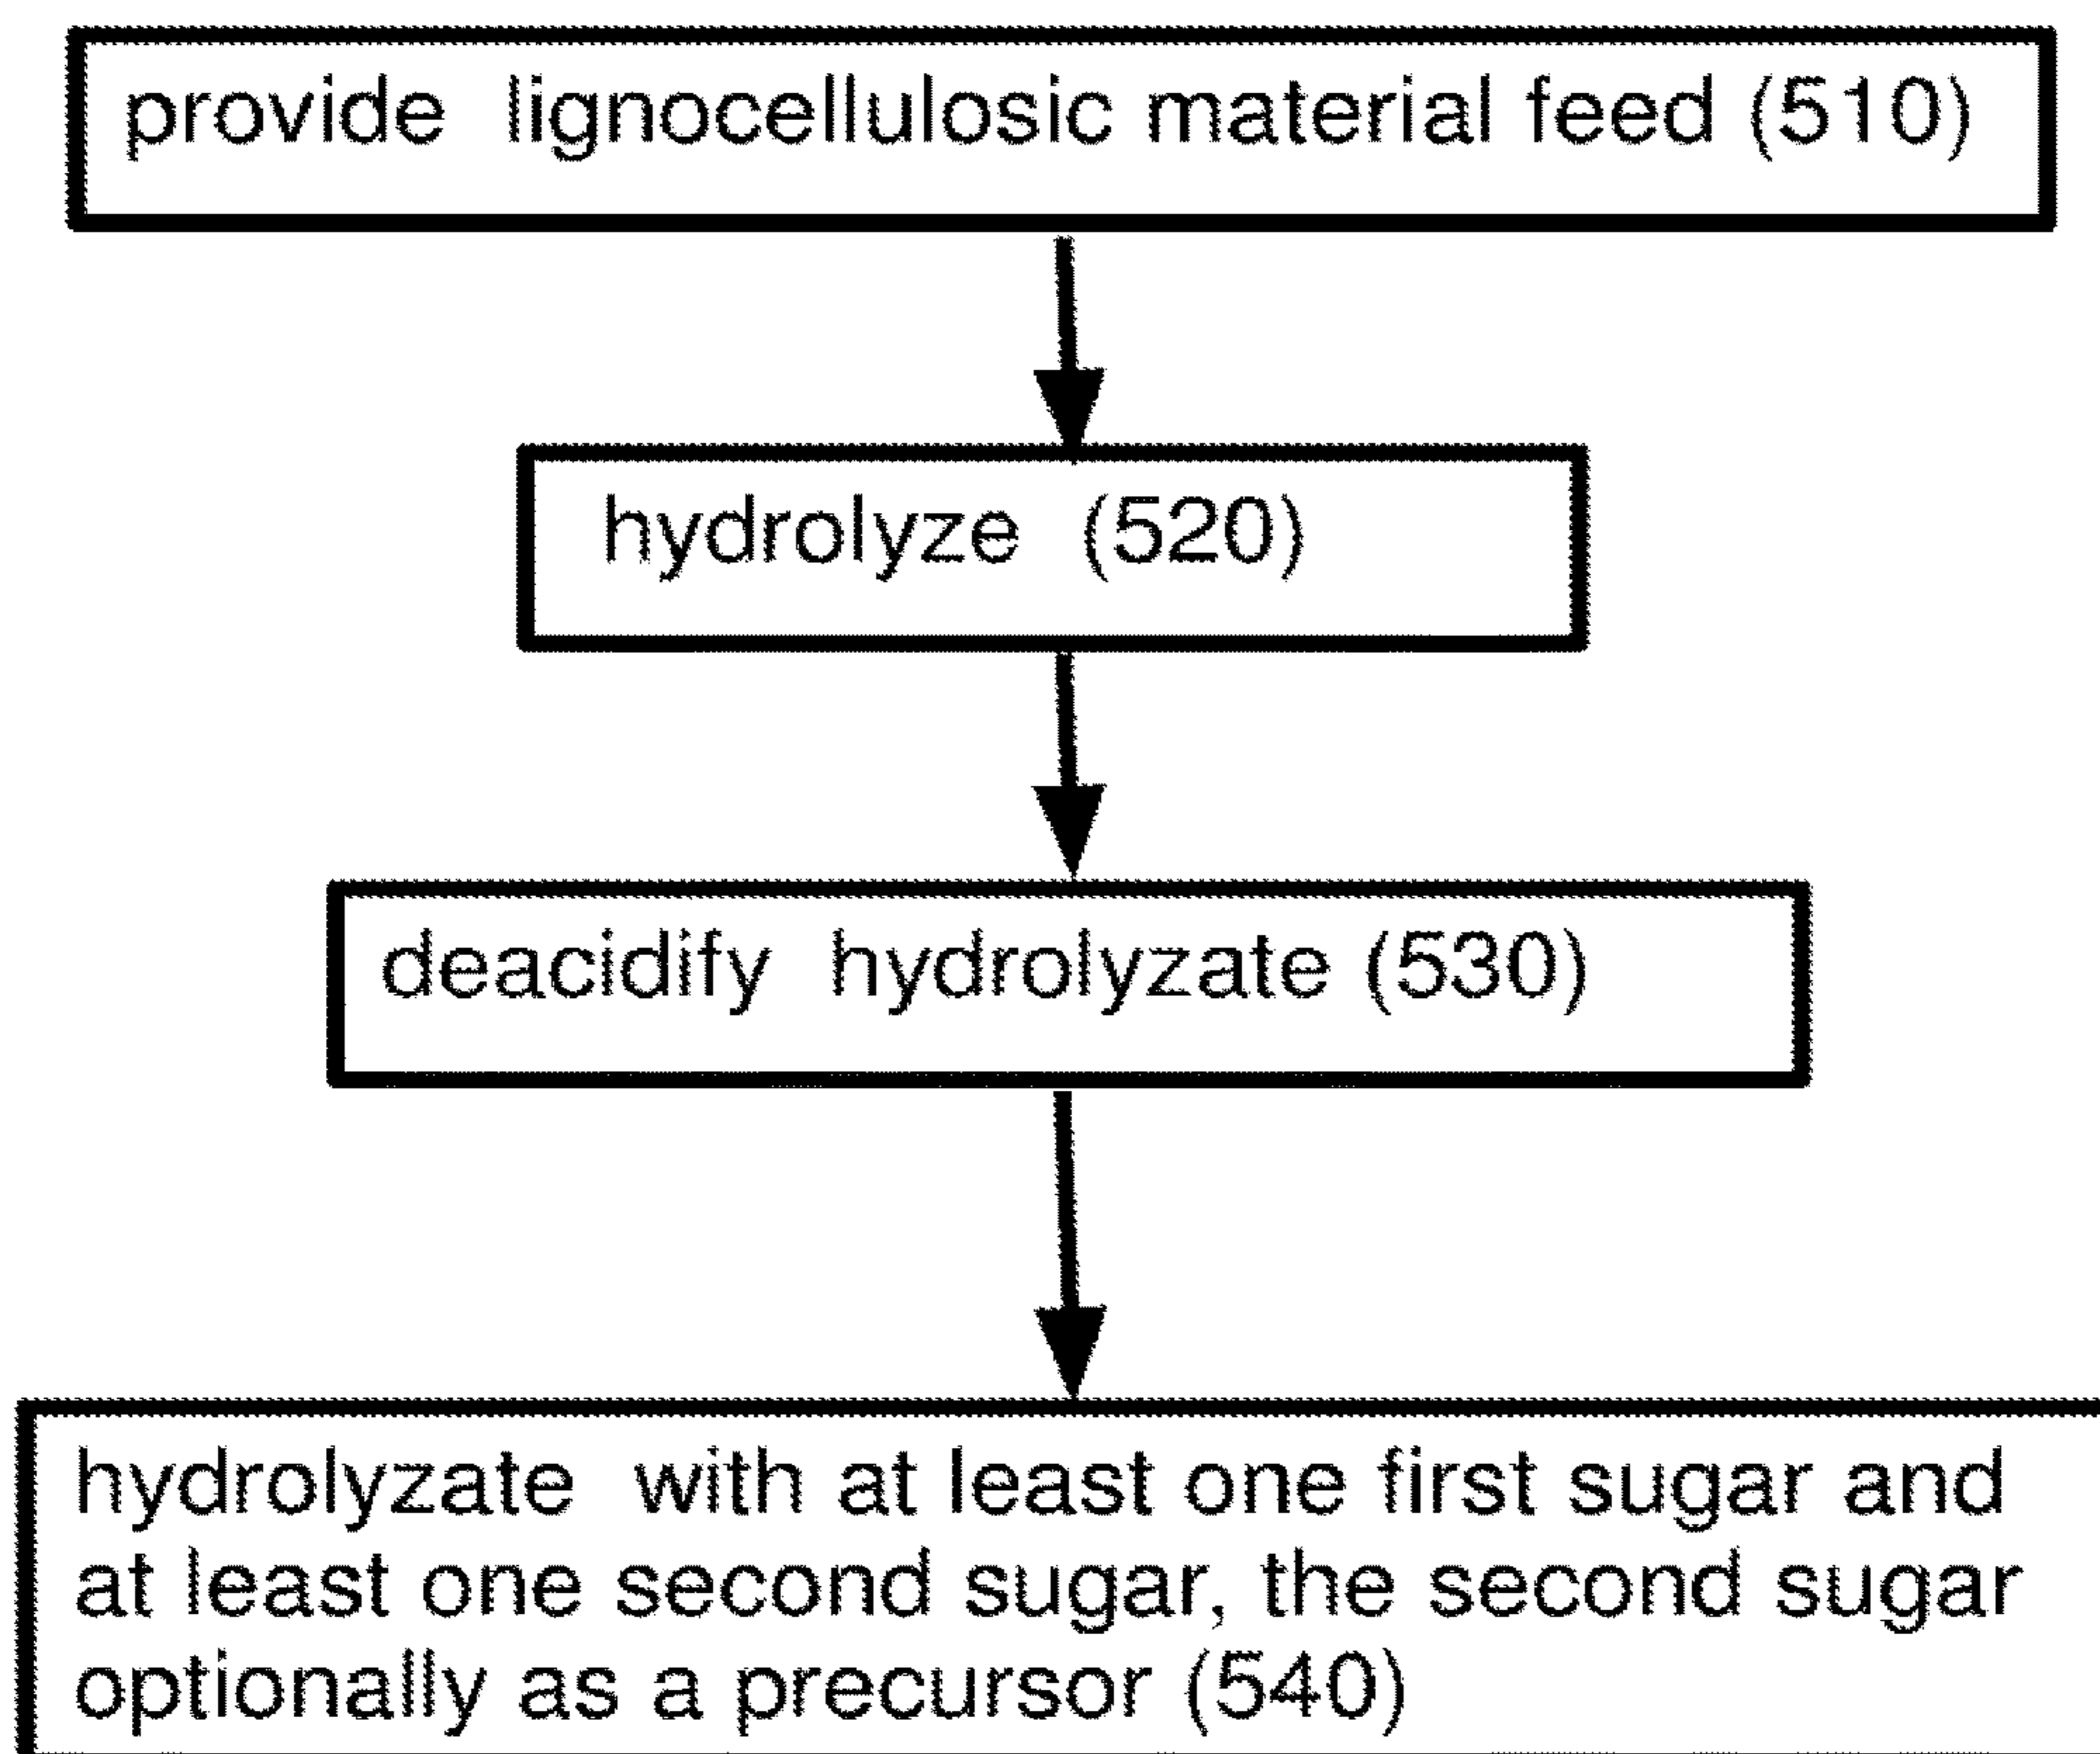 provide lignocellulosic material feed (510)
hydrolyze (520)
deacidify hydrolyzate (530)
hydrolyzate with at least one first sugar and
at least one second sugar, the second sugar
optionally as a precursor (540)